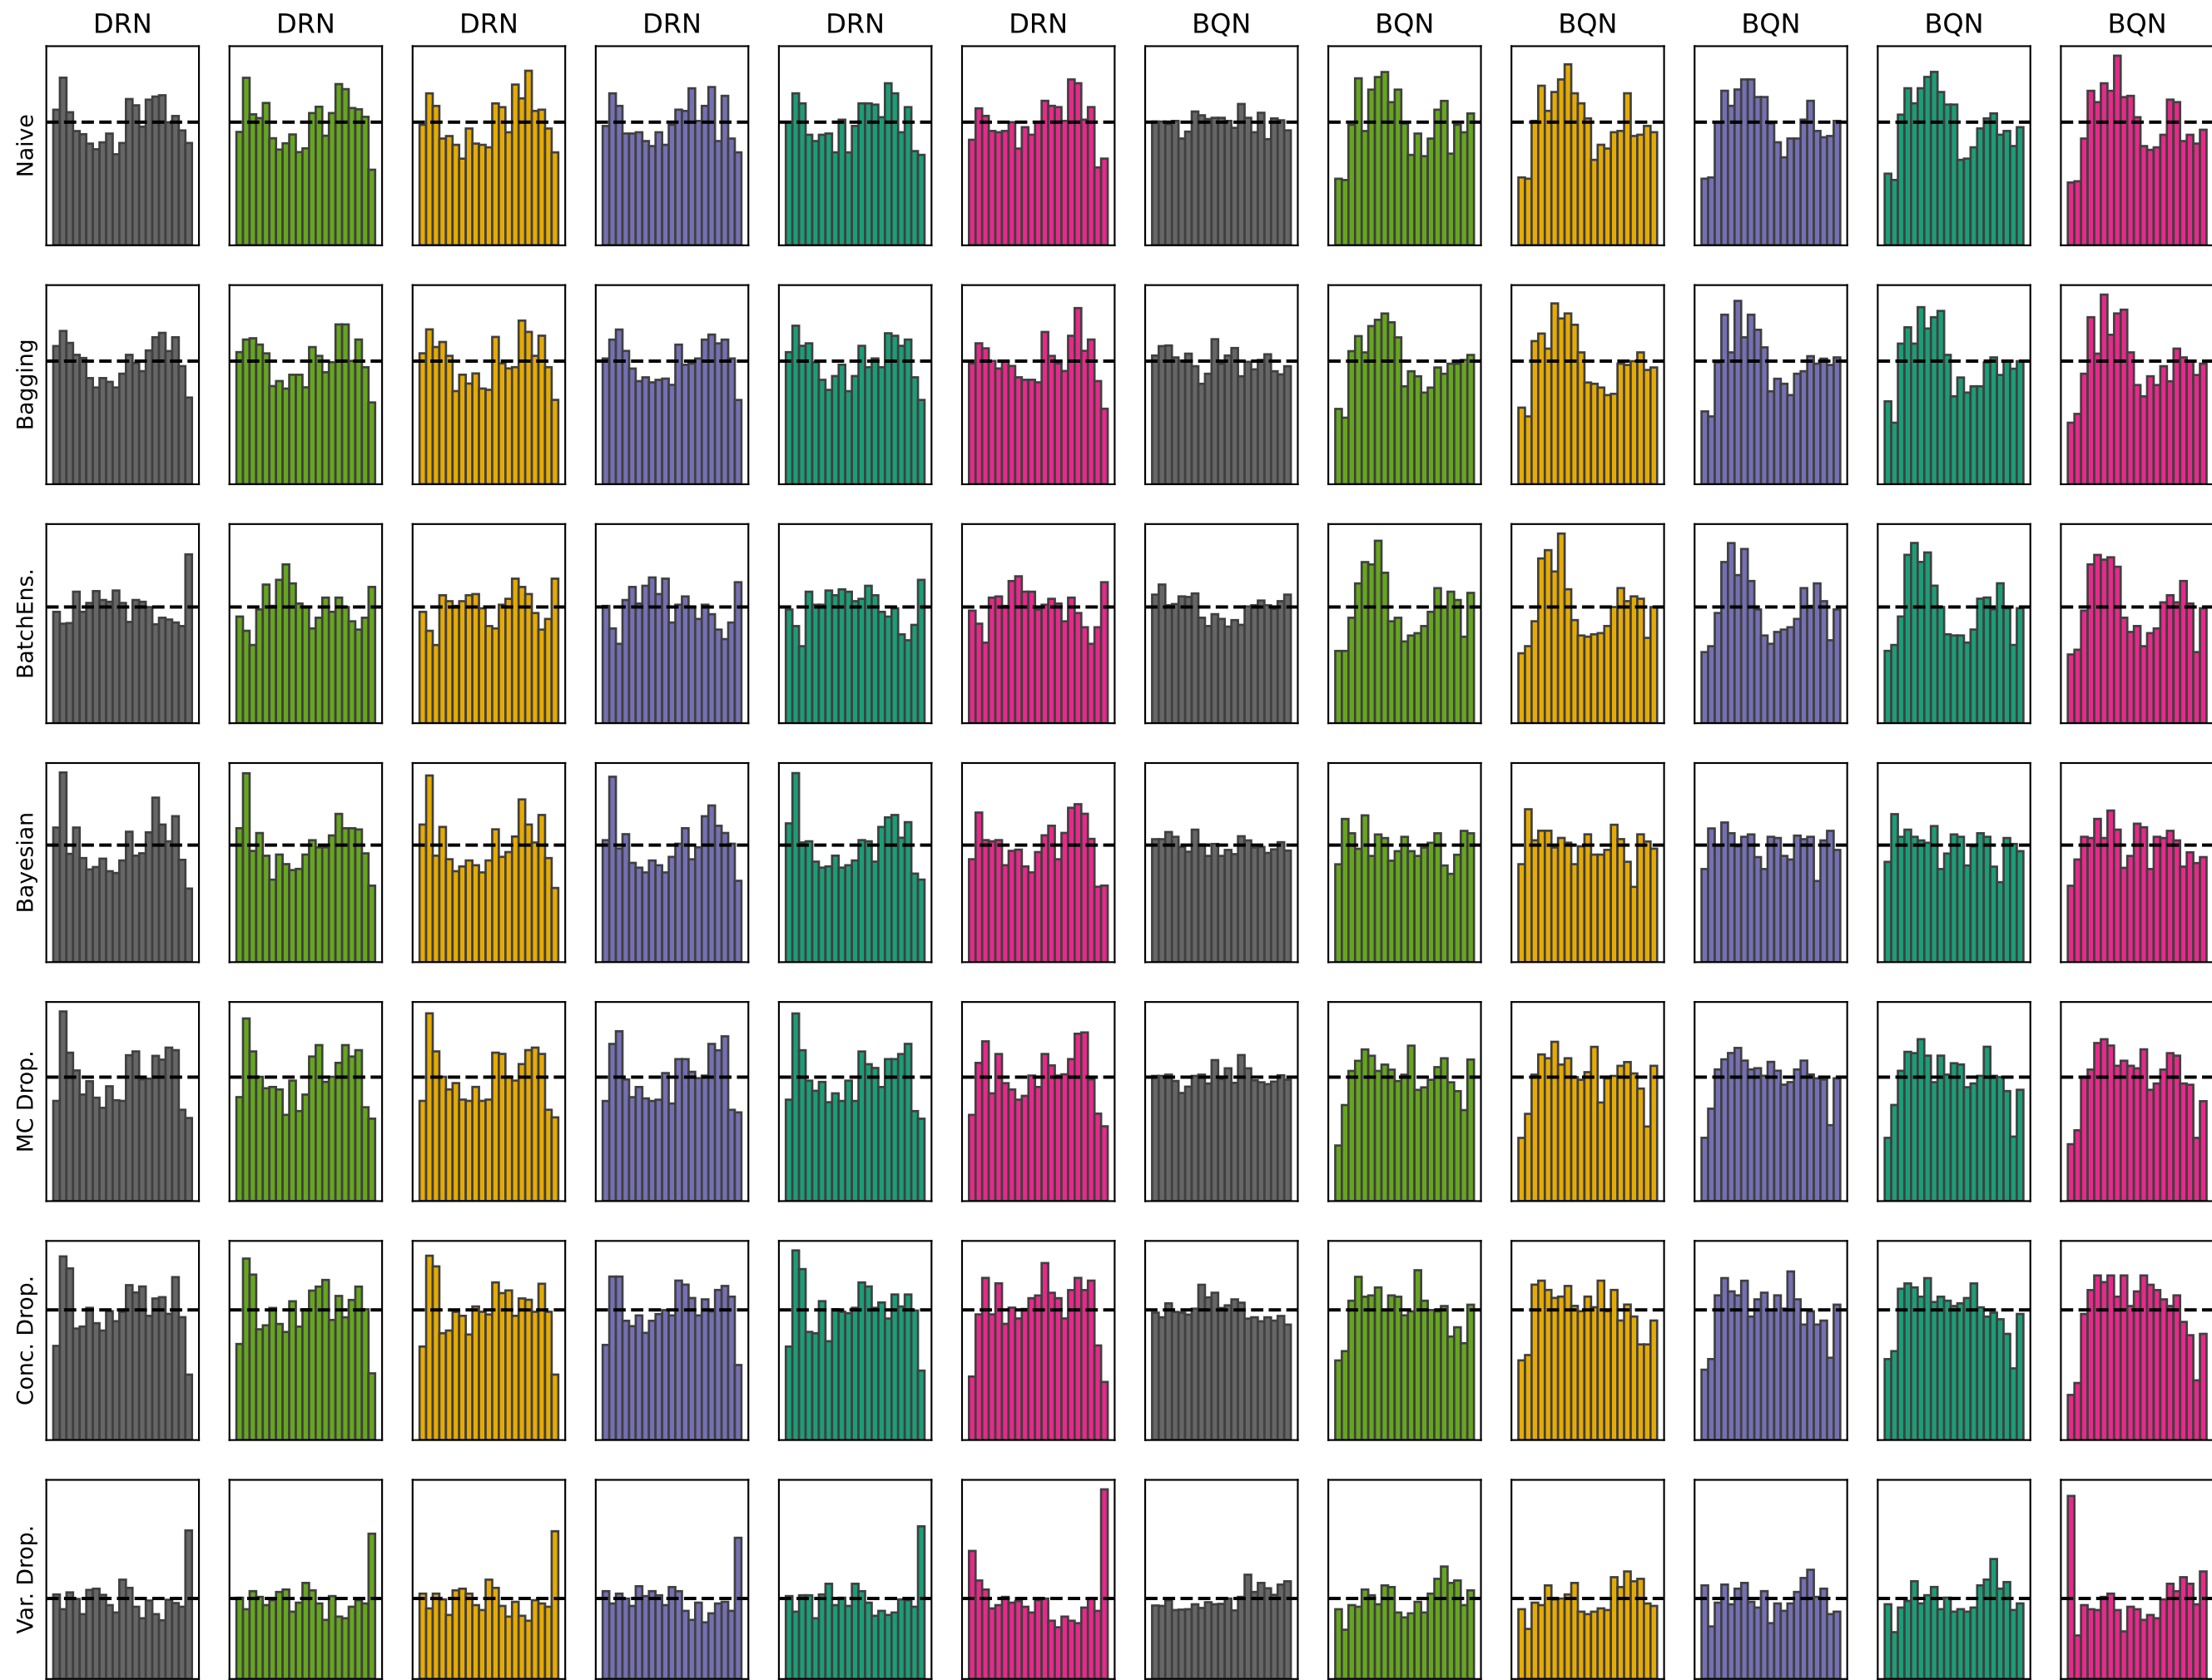 DRN DRN DRN DRN DRN DRN BQN BQN BQN BQN BQN BQN
Naive
Bagging
BatchEns.
Bayesian
MC Drop.
Conc. Drop.
Var. Drop.